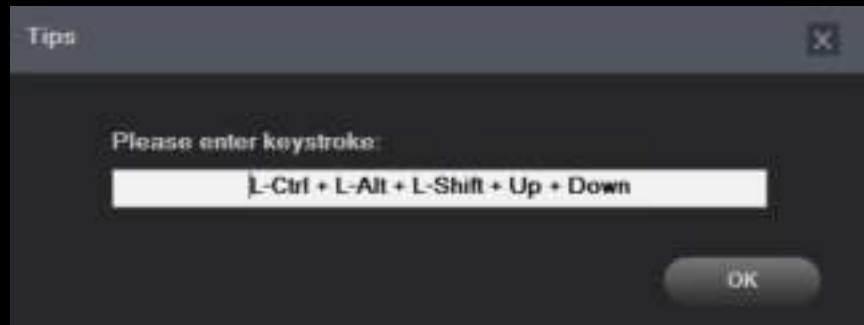 Tips
Please enter keystroke:
L-Ctrl + L-Alt + L-Shift + Up + Down
OK